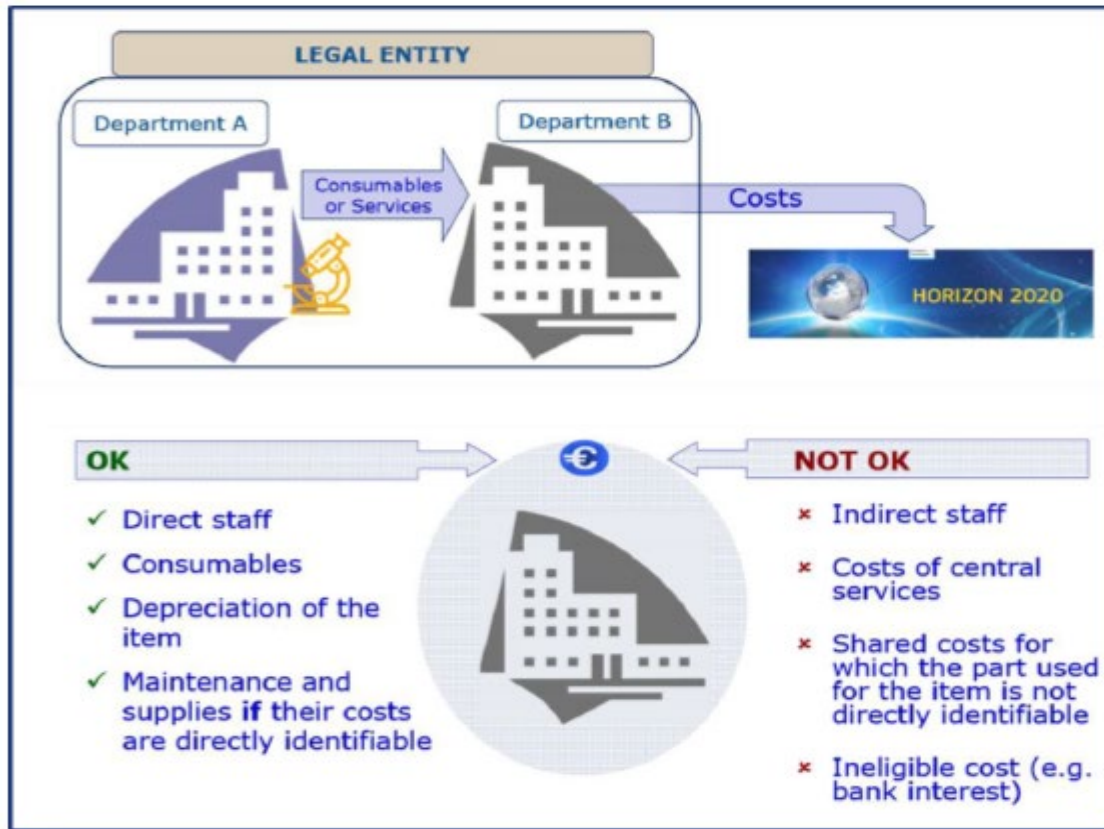 LEGAL ENTITY
Department A
Department B
Consumables
or Services
Costs
HORIZON 2020
OK
✓ Direct staff
✓ Consumables
✓ Depreciation of the
item
✓ Maintenance and
supplies if their costs
are directly identifiable
€
NOT OK
× Indirect staff
× Costs of central
services
× Shared costs for
which the part used
for the item is not
directly identifiable
× Ineligible cost (e.g.
bank interest)